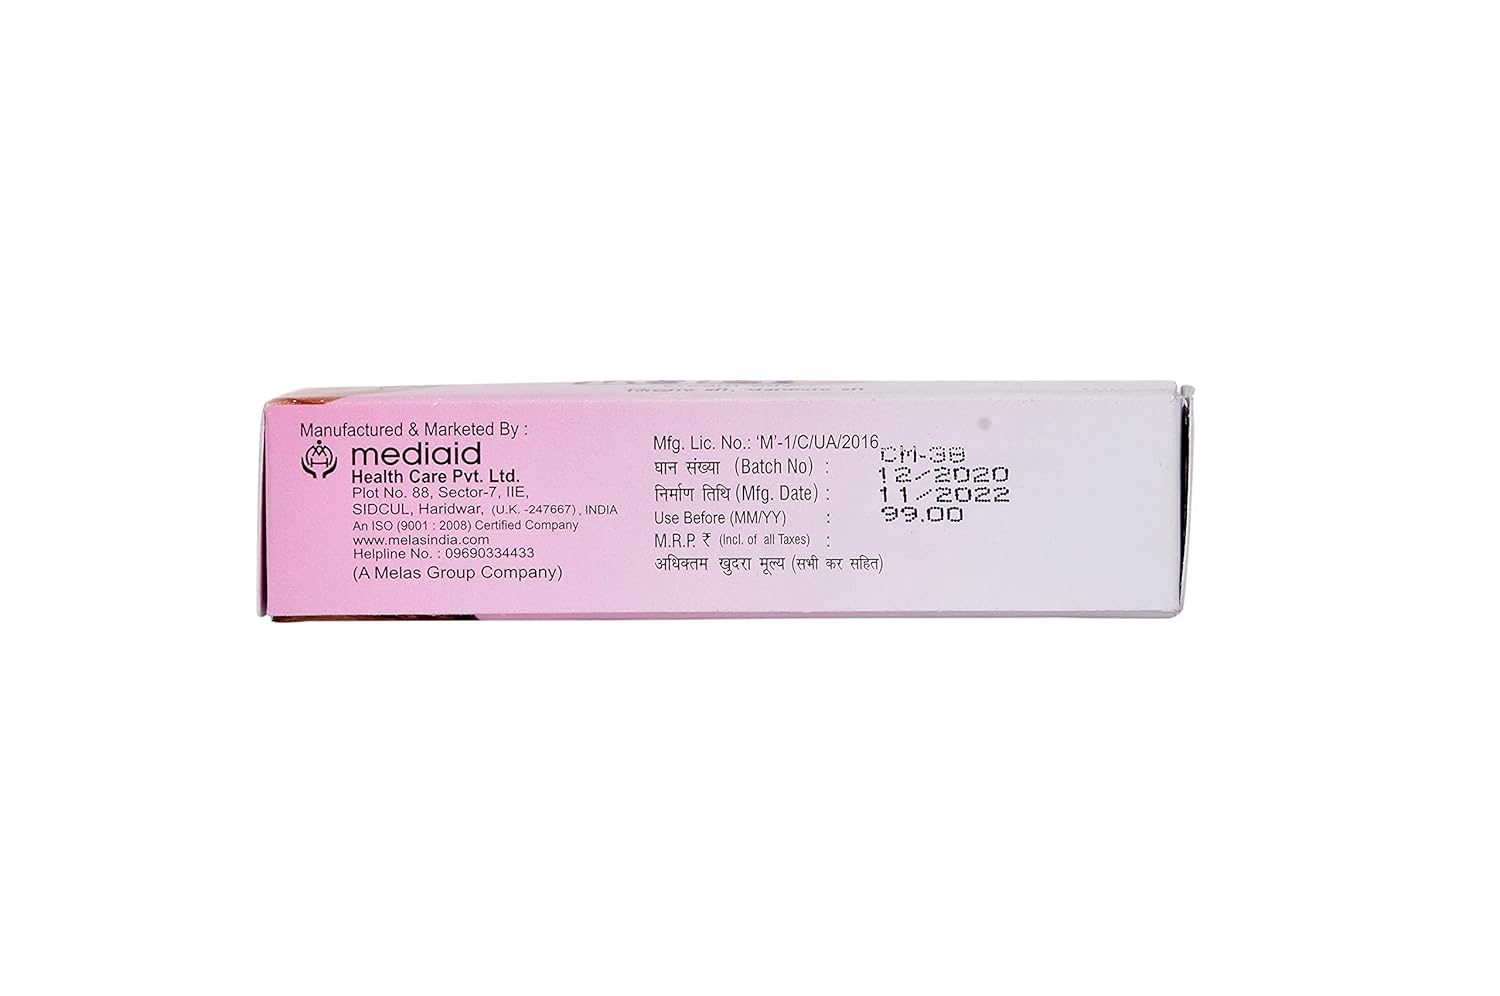 Manufactured & Marketed By :
mediaid
Health Care Pvt. Ltd.
Plot No. 88, Sector-7, IIE,
SIDCUL, Haridwar, (U.K. -247667) , INDIA
An ISO (9001 : 2008) Certified Company
www.melasindia.com
Helpline No. : 09690334433
(A Melas Group Company)
Mfg. Lic. No.: 'M'-1/C/UA/2016
घान संख्या (Batch No) : CM-38
निर्माण तिथि (Mfg. Date) : 12/2020
Use Before (MM/YY) : 11/2022
M.R.P. ₹ (Incl. of all Taxes) : 99.00
अधिक्तम खुदरा मूल्य (सभी कर सहित)